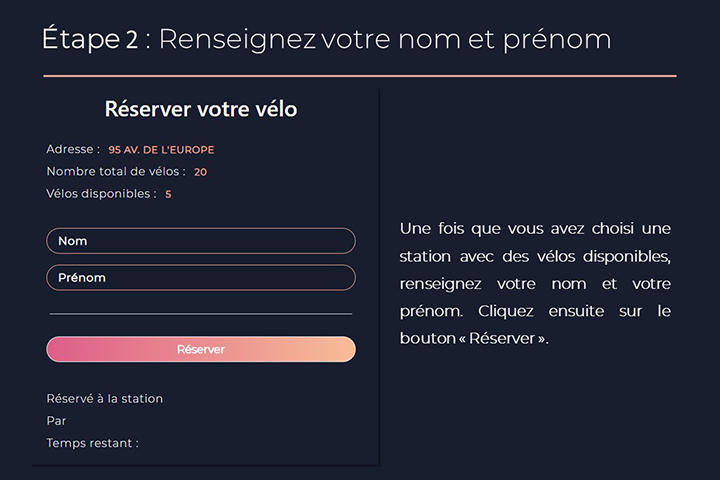 Étape 2 : Renseignez votre nom et prénom
Réserver votre vélo
Adresse : 95 AV. DE L'EUROPE
Nombre total de vélos : 20
Vélos disponibles : 5
Nom
Prénom
Réserver
Réservé à la station
Par
Temps restant :
Une fois que vous avez choisi une
station avec des vélos disponibles,
renseignez votre nom et votre
prénom. Cliquez ensuite sur le
bouton « Réserver ».